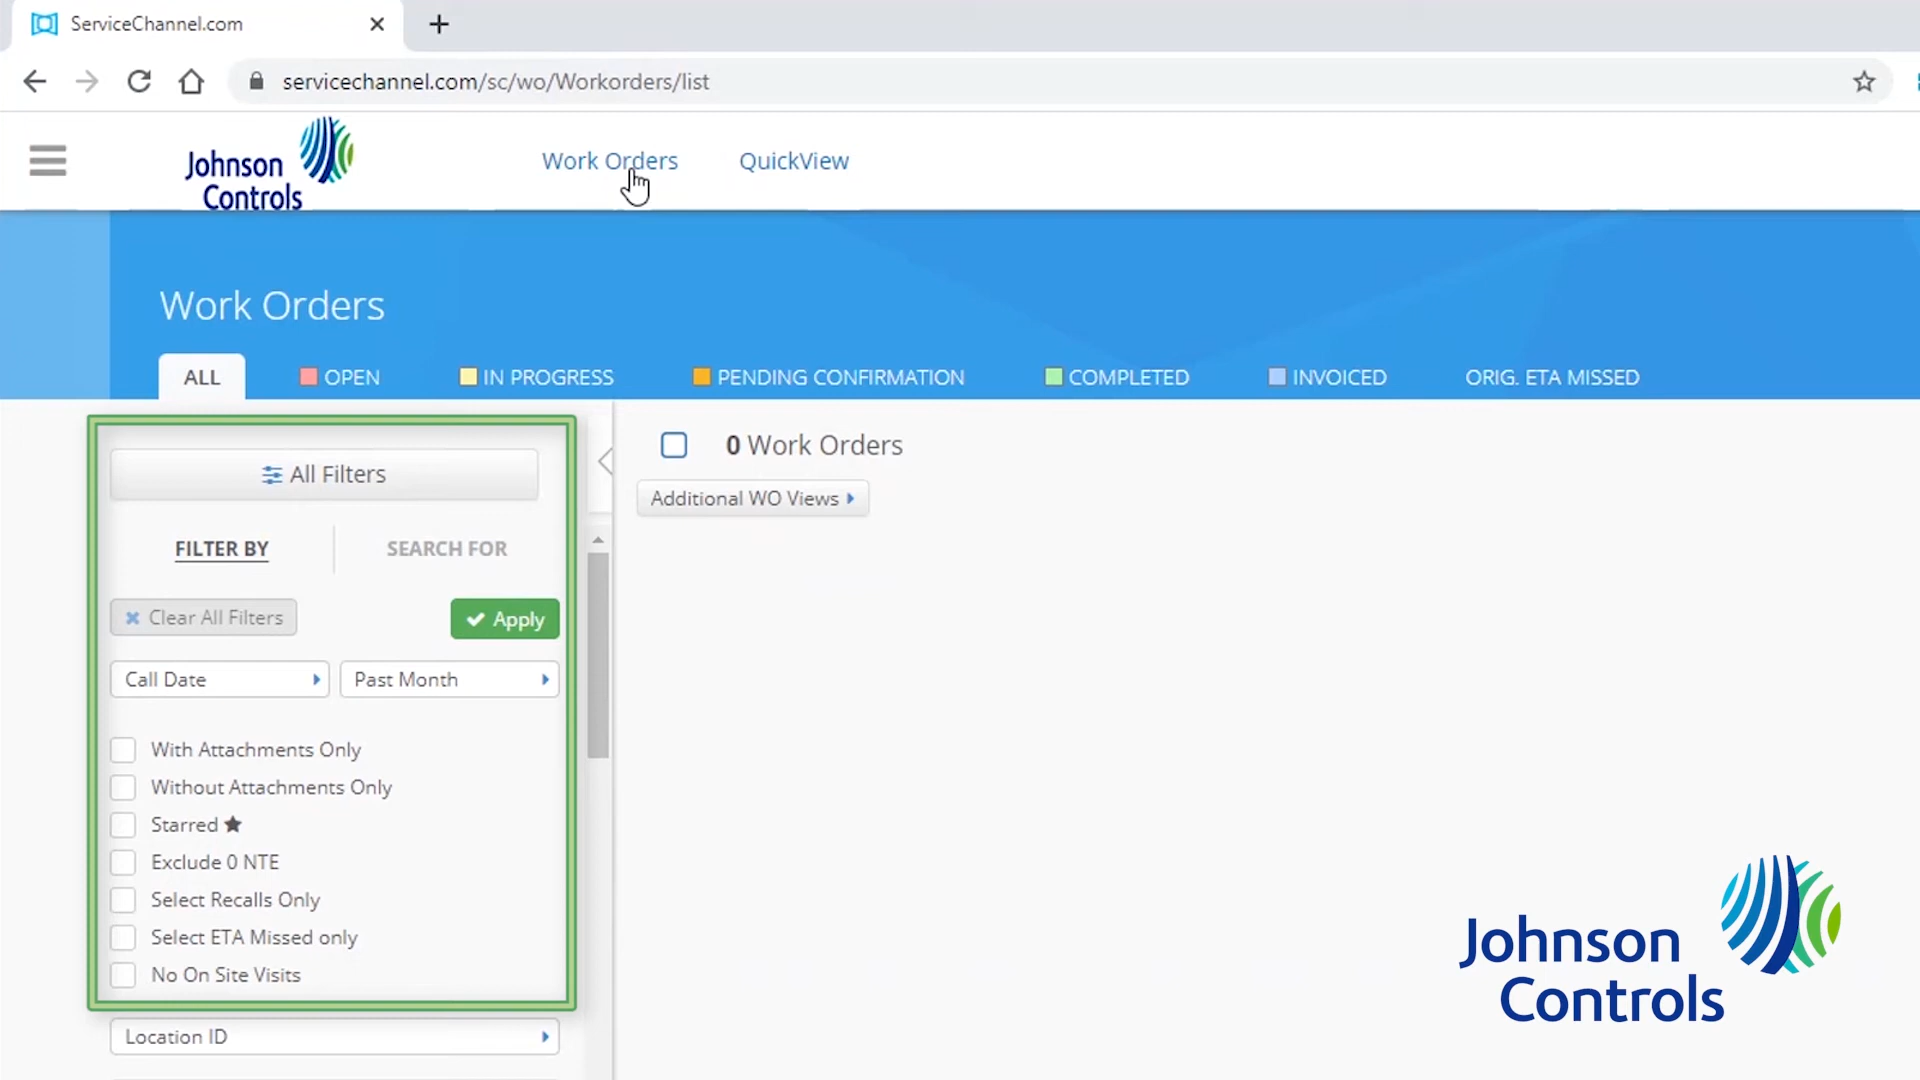 ServiceChannel.com
servicechannel.com/sc/wo/Workorders/list
Johnson
Controls
Work Orders QuickView
Work Orders
ALL OPEN IN PROGRESS PENDING CONFIRMATION COMPLETED INVOICED ORIG. ETA MISSED
All Filters
FILTER BY SEARCH FOR
Clear All Filters Apply
Call Date Past Month
With Attachments Only
Without Attachments Only
Starred
Exclude 0 NTE
Select Recalls Only
Select ETA Missed only
No On Site Visits
Location ID
0 Work Orders
Additional WO Views
Johnson
Controls